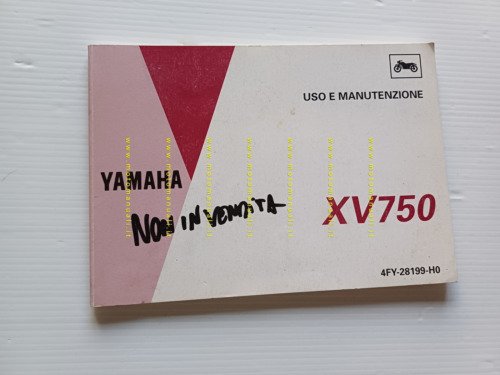 USO E MANUTENZIONE
YAMAHA
NON IN VENDITA
XV750
4FY-28199-H0